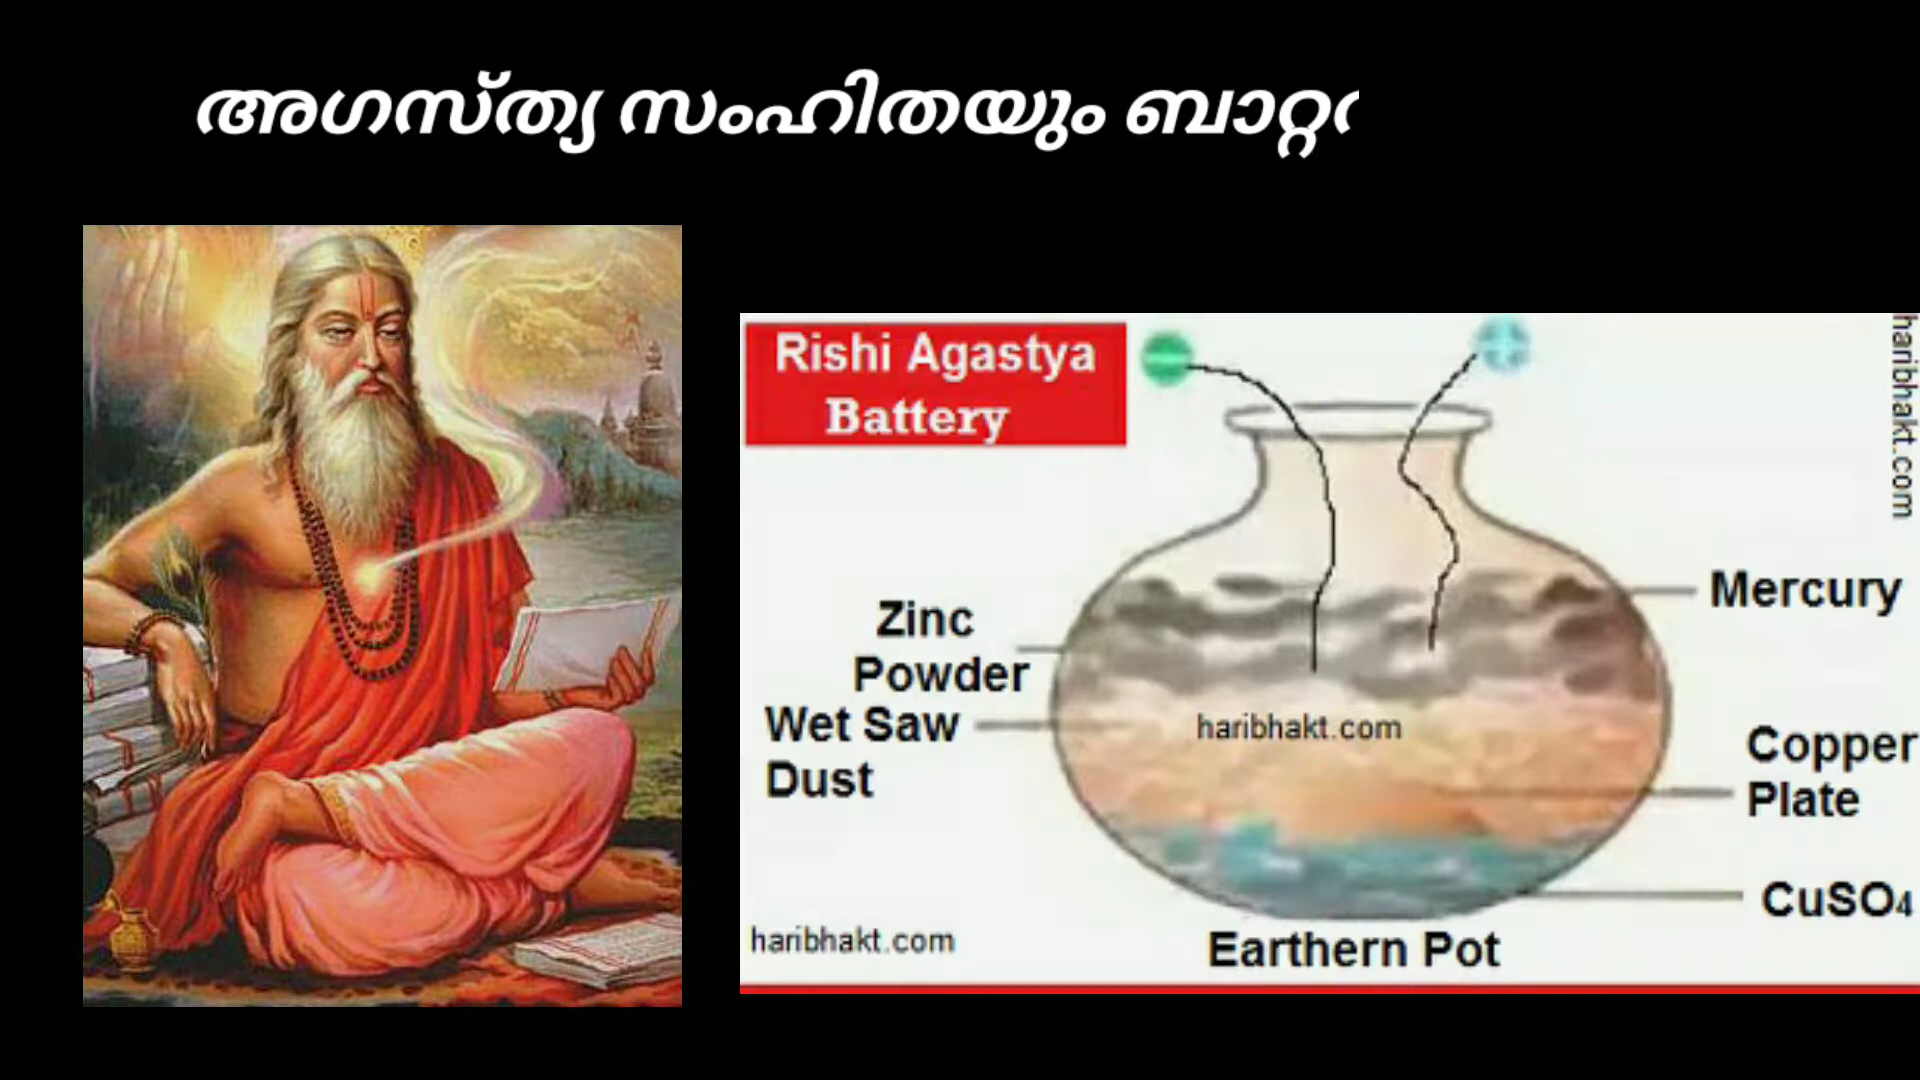 അഗസ്ത്യ സംഹിതയും
Rishi Agastya
Battery
haribhakt.com
Mercury
Zinc
Powder
Wet Saw
Dust
haribhakt.com
Copper
Plate
CuSO₄
haribhakt.com
Earthern Pot